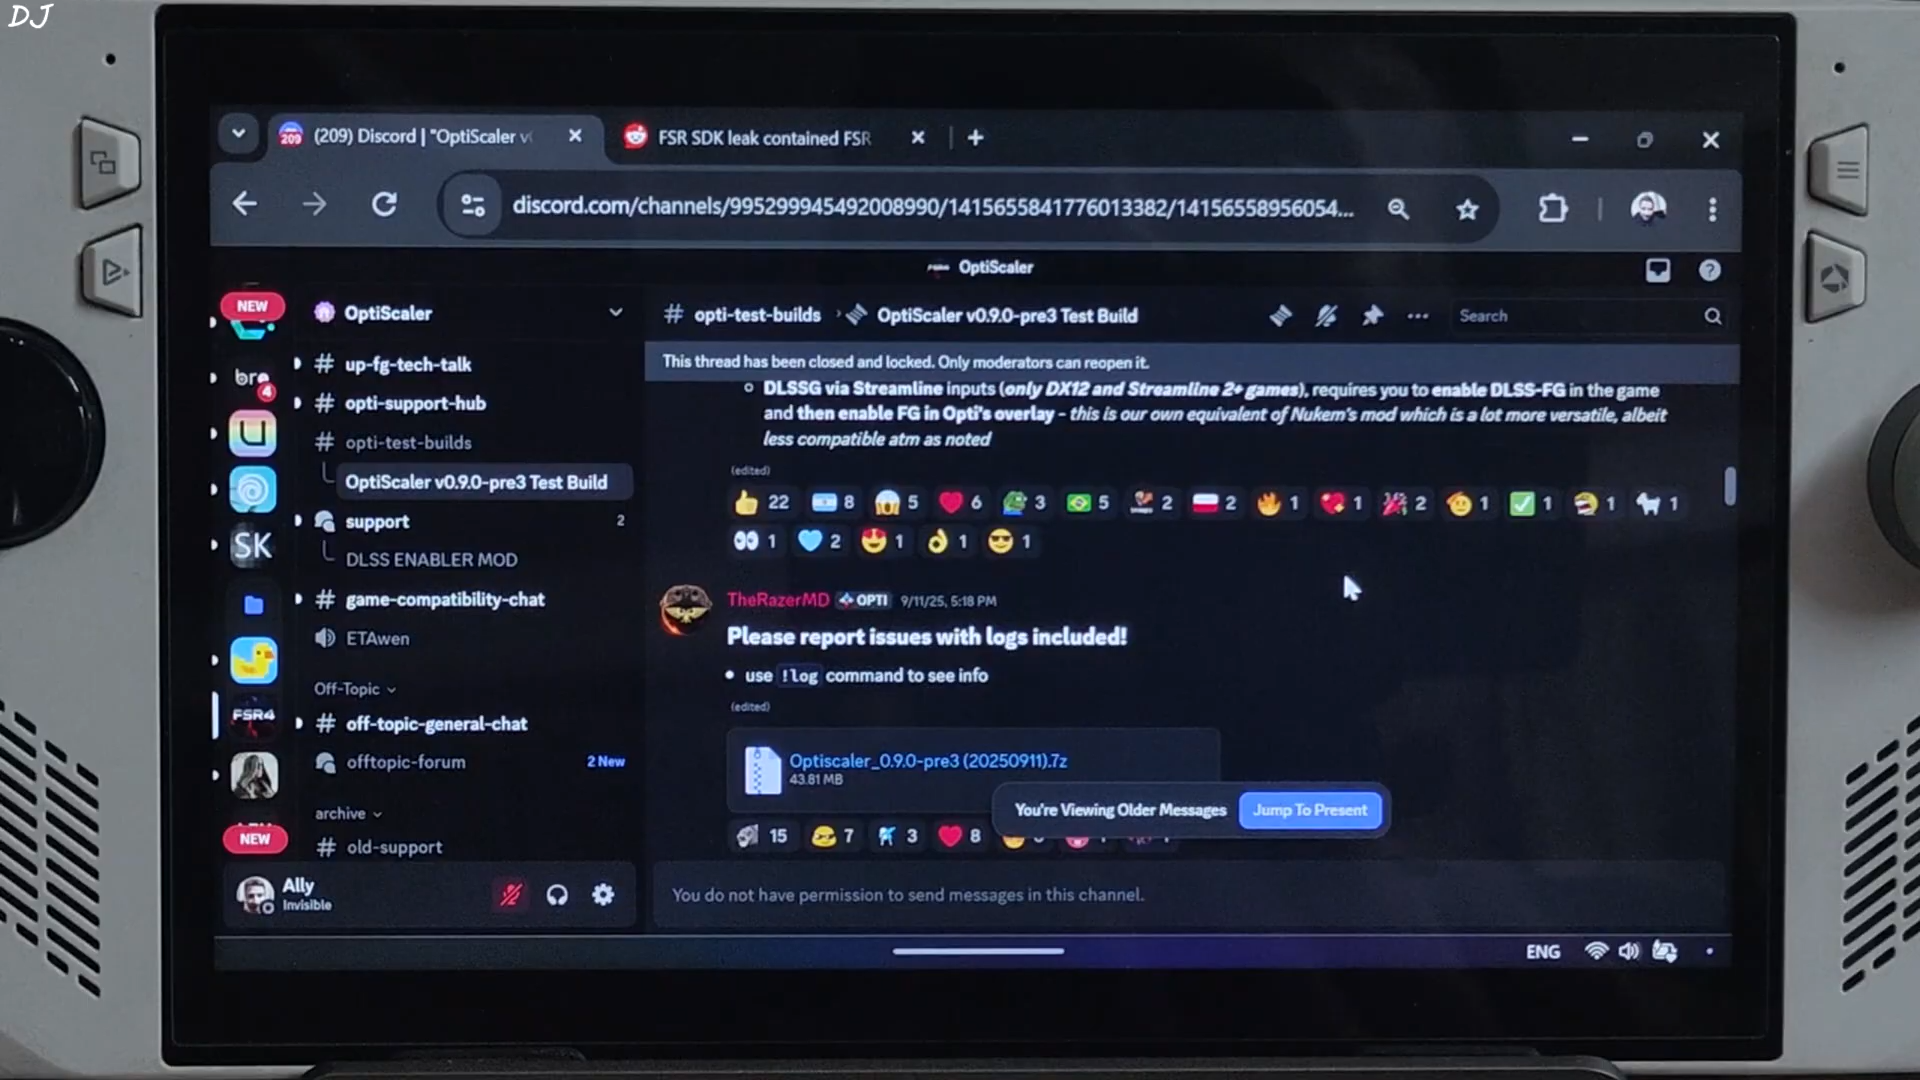 DJ
(209) Discord | "OptiScaler v
FSR SDK leak contained FSR
discord.com/channels/995299945492008990/1415655841776013382/14156558956054...
OptiScaler
NEW
OptiScaler
# opti-test-builds
OptiScaler v0.9.0-pre3 Test Build
Search
This thread has been closed and locked. Only moderators can reopen it.
# up-fg-tech-talk
# opti-support-hub
# opti-test-builds
OptiScaler v0.9.0-pre3 Test Build
support 2
DLSS ENABLER MOD
# game-compatibility-chat
ETAwen
Off-Topic
# off-topic-general-chat
offtopic-forum 2 New
archive
# old-support
bre
4
U
SK
FSR4
NEW
Ally
Invisible
DLSSG via Streamline inputs (only DX12 and Streamline 2+ games), requires you to enable DLSS-FG in the game
and then enable FG in Opti's overlay - this is our own equivalent of Nukem's mod which is a lot more versatile, albeit
less compatible atm as noted
(edited)
22 8 5 6 3 5 2 2 1 1 2 1 1 1 1
1 2 1 1 1
TheRazerMD OPTI 9/11/25, 5:18 PM
Please report issues with logs included!
• use !log command to see info
(edited)
Optiscaler_0.9.0-pre3 (20250911).7z
43.81 MB
You're Viewing Older Messages Jump To Present
15 7 3 8
You do not have permission to send messages in this channel.
ENG